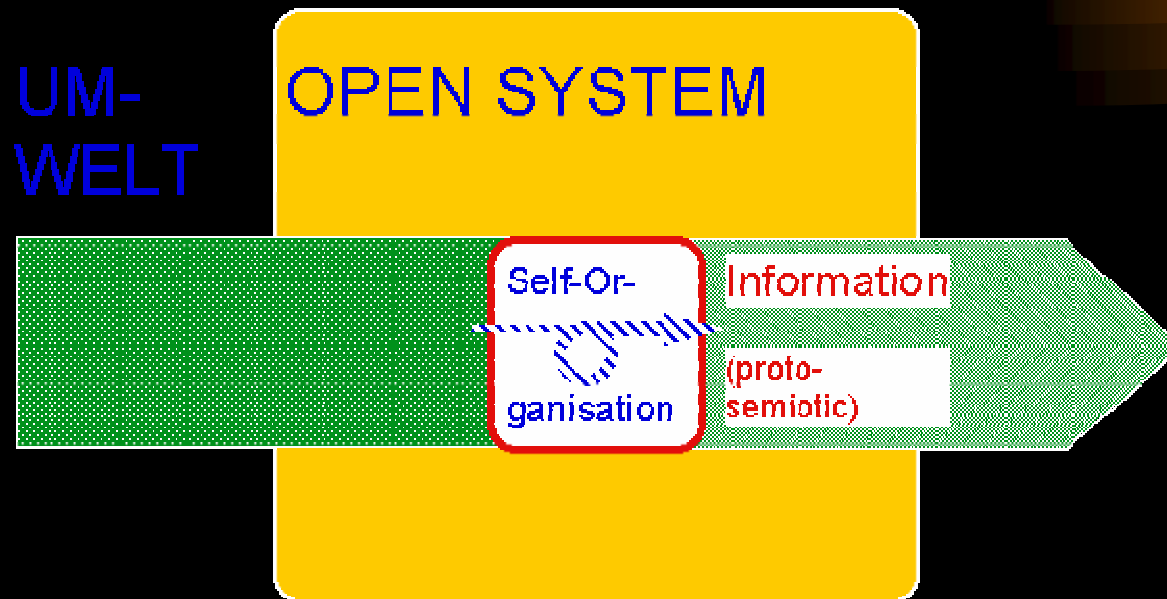 UM-
WELT
OPEN SYSTEM
Self-Or-
ganisation
Information
(proto-
semiotic)